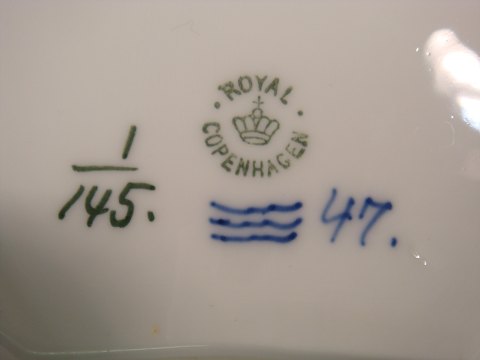 ROYAL
COPENHAGEN
1
145.
47.